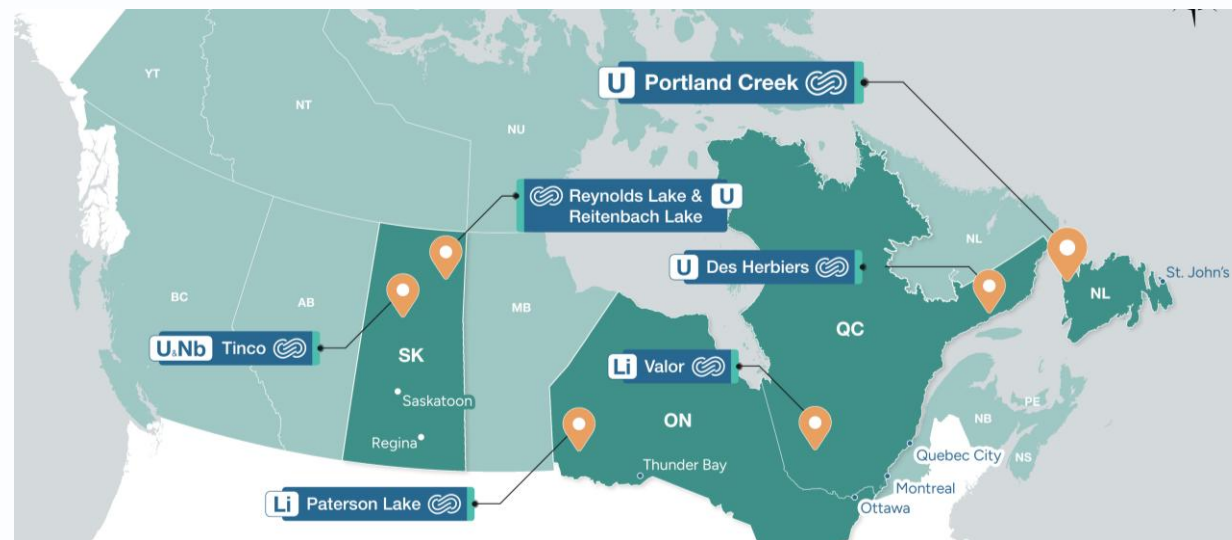 YT
NT
NU
U Portland Creek
Reynolds Lake & U
Reitenbach Lake
NL
U Des Herbiers
St. John's
NL
BC
AB
MB
QC
U&Nb Tinco
SK
Li Valor
Saskatoon
ON
PE
NB
Regina
Quebec City
NS
Thunder Bay
Montreal
Li Paterson Lake
Ottawa